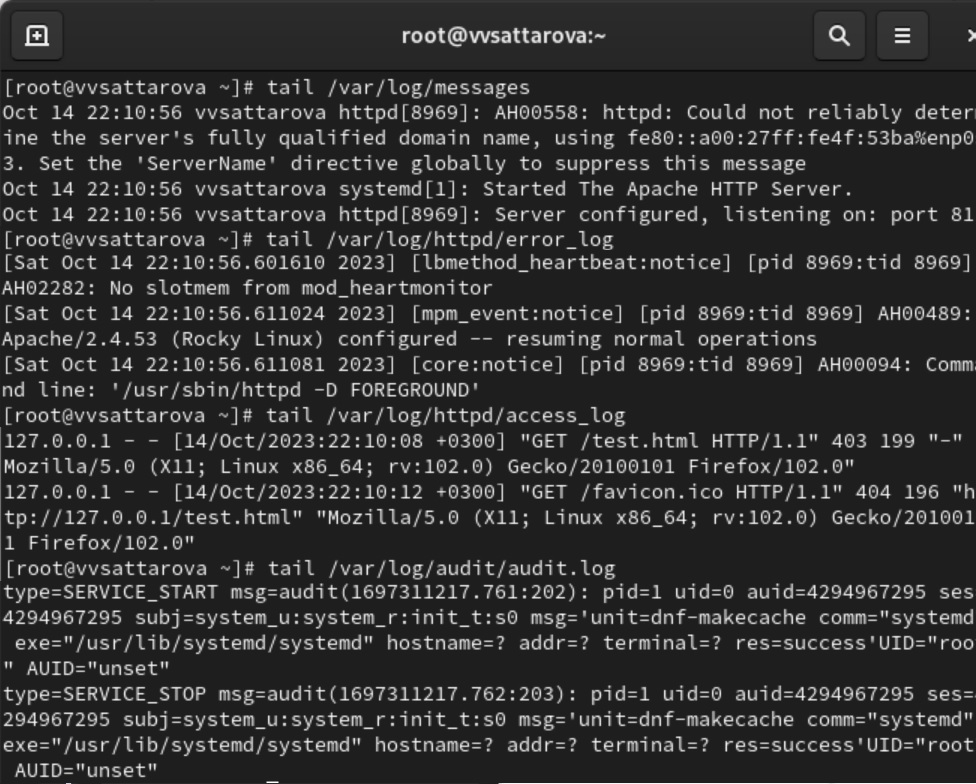 root@vvsattarova:~
[root@vvsattarova ~]# tail /var/log/messages
Oct 14 22:10:56 vvsattarova httpd[8969]: AH00558: httpd: Could not reliably deter
ine the server's fully qualified domain name, using fe80::a00:27ff:fe4f:53ba%enp0
3. Set the 'ServerName' directive globally to suppress this message
Oct 14 22:10:56 vvsattarova systemd[1]: Started The Apache HTTP Server.
Oct 14 22:10:56 vvsattarova httpd[8969]: Server configured, listening on: port 81
[root@vvsattarova ~]# tail /var/log/httpd/error_log
[Sat Oct 14 22:10:56.601610 2023] [lbmethod_heartbeat:notice] [pid 8969:tid 8969]
AH02282: No slotmem from mod_heartmonitor
[Sat Oct 14 22:10:56.611024 2023] [mpm_event:notice] [pid 8969:tid 8969] AH00489:
Apache/2.4.53 (Rocky Linux) configured -- resuming normal operations
[Sat Oct 14 22:10:56.611081 2023] [core:notice] [pid 8969:tid 8969] AH00094: Comm
nd line: '/usr/sbin/httpd -D FOREGROUND'
[root@vvsattarova ~]# tail /var/log/httpd/access_log
127.0.0.1 - - [14/Oct/2023:22:10:08 +0300] "GET /test.html HTTP/1.1" 403 199 "-"
Mozilla/5.0 (X11; Linux x86_64; rv:102.0) Gecko/20100101 Firefox/102.0"
127.0.0.1 - - [14/Oct/2023:22:10:12 +0300] "GET /favicon.ico HTTP/1.1" 404 196 "h
tp://127.0.0.1/test.html" "Mozilla/5.0 (X11; Linux x86_64; rv:102.0) Gecko/201001
1 Firefox/102.0"
[root@vvsattarova ~]# tail /var/log/audit/audit.log
type=SERVICE_START msg=audit(1697311217.761:202): pid=1 uid=0 auid=4294967295 ses
4294967295 subj=system_u:system_r:init_t:s0 msg='unit=dnf-makecache comm="systemd
exe="/usr/lib/systemd/systemd" hostname=? addr=? terminal=? res=success'UID="roo
" AUID="unset"
type=SERVICE_STOP msg=audit(1697311217.762:203): pid=1 uid=0 auid=4294967295 ses=
294967295 subj=system_u:system_r:init_t:s0 msg='unit=dnf-makecache comm="systemd"
exe="/usr/lib/systemd/systemd" hostname=? addr=? terminal=? res=success'UID="root
AUID="unset"